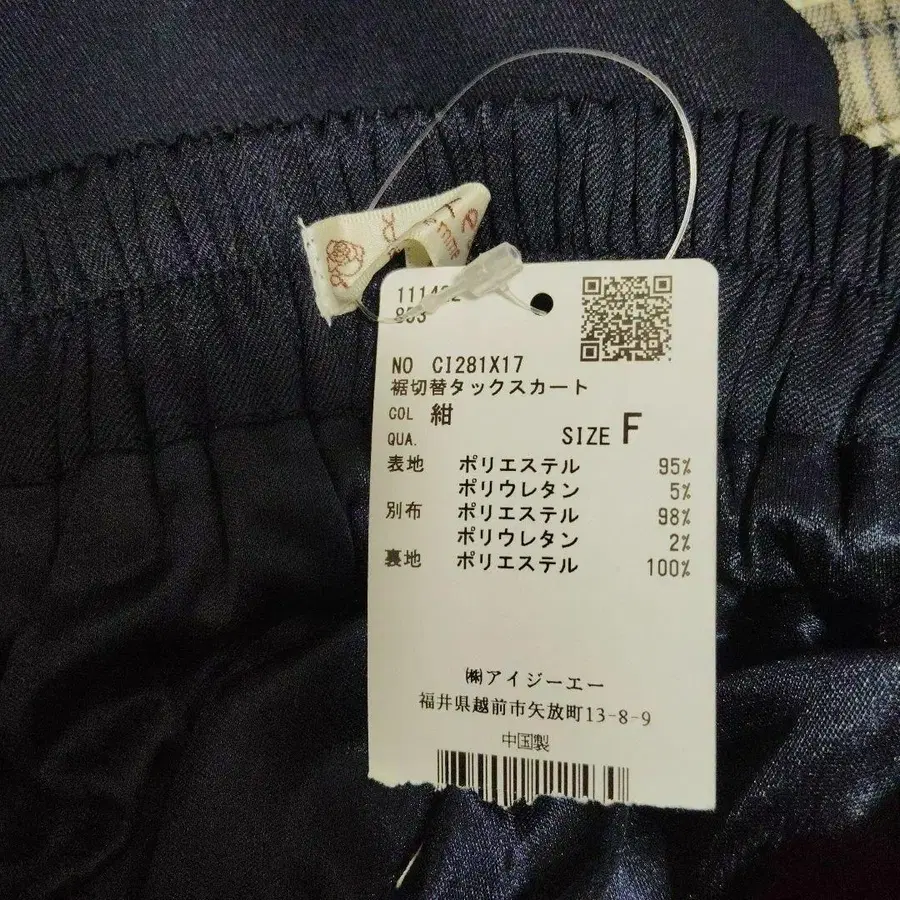 NO CI281X17
裾切替タックスカート
COL 紺
QUA. SIZE F
表地 ポリエステル 95%
ポリウレタン 5%
別布 ポリエステル 98%
ポリウレタン 2%
裏地 ポリエステル 100%
㈱アイジーエー
福井県越前市矢放町13-8-9
中国製